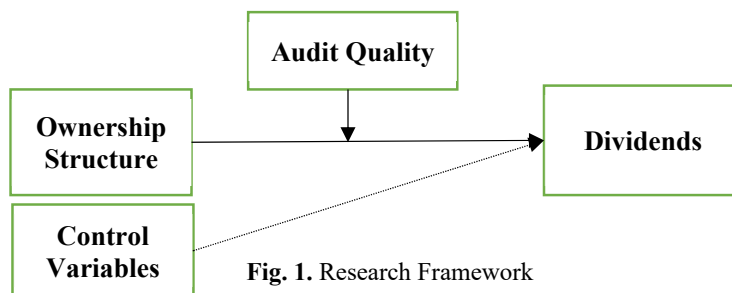 Audit Quality
Ownership
Structure
Dividends
Control
Variables
Fig. 1. Research Framework